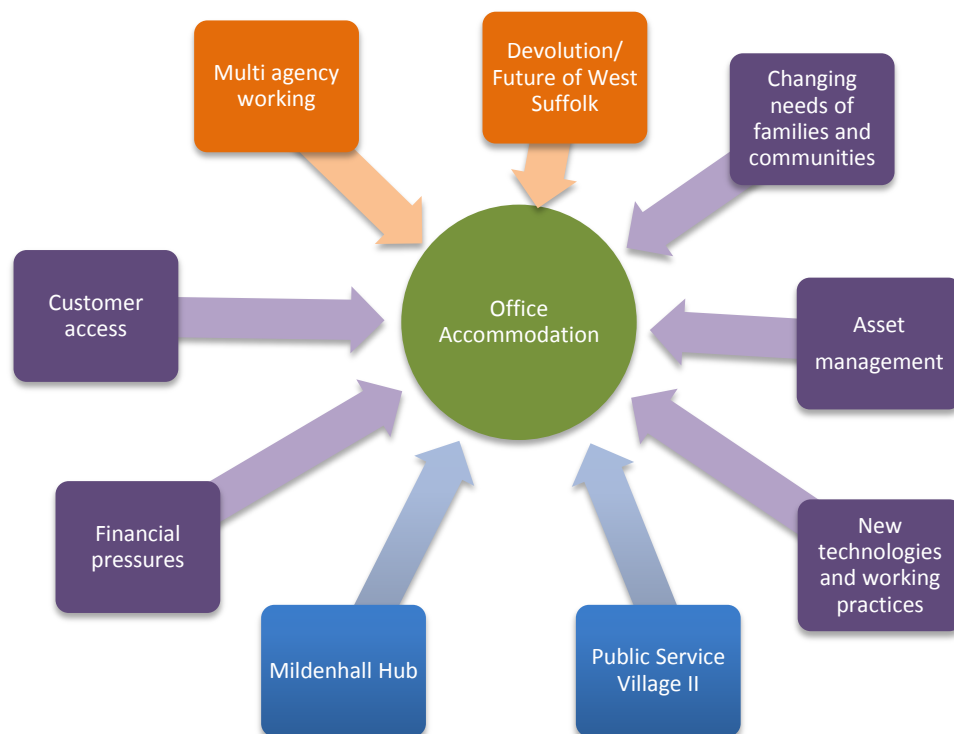 Multi agency
working
Devolution/
Future of West
Suffolk
Changing
needs of
families and
communities
Customer
access
Office
Accommodation
Asset
management
Financial
pressures
New
technologies
and working
practices
Mildenhall Hub
Public Service
Village II